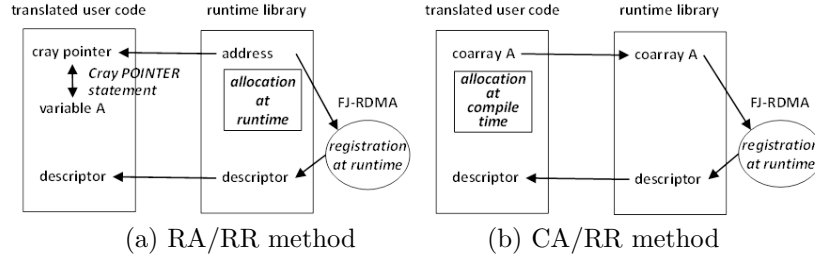 translated user code
runtime library
cray pointer
address
Cray POINTER
statement
variable A
allocation
at
runtime
FJ-RDMA
registration
at runtime
descriptor
descriptor
(a) RA/RR method
translated user code
runtime library
coarray A
coarray A
allocation
at
compile
time
FJ-RDMA
registration
at runtime
descriptor
descriptor
(b) CA/RR method